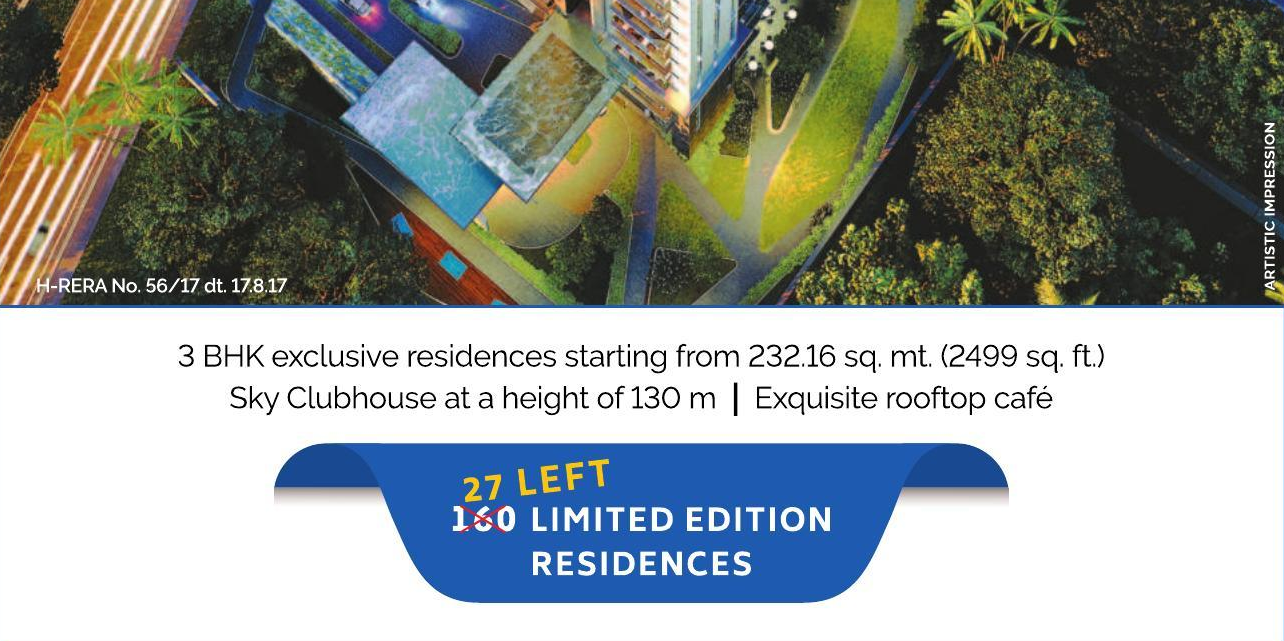 ARTISTIC IMPRESSION
H-RERA No. 56/17 dt. 17.8.17
3 BHK exclusive residences starting from 232.16 sq. mt. (2499 sq. ft.)
Sky Clubhouse at a height of 130 m | Exquisite rooftop café
27 LEFT
160 LIMITED EDITION
RESIDENCES